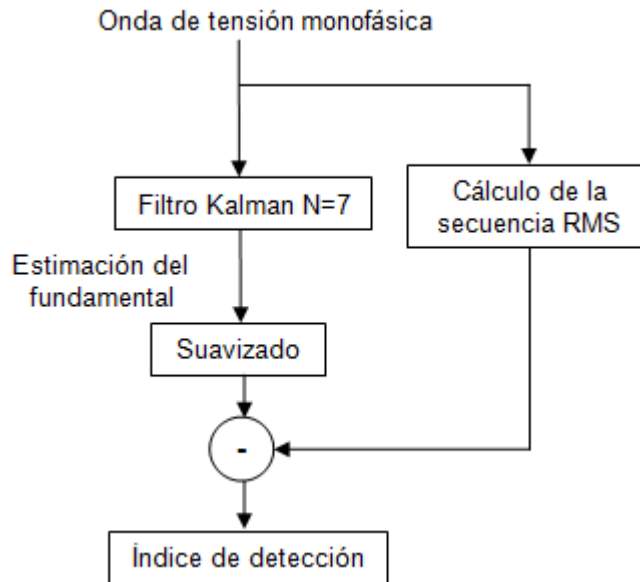 Onda de tensión monofásica
Filtro Kalman N=7
Cálculo de la
secuencia RMS
Estimación del
fundamental
Suavizado
-
Índice de detección